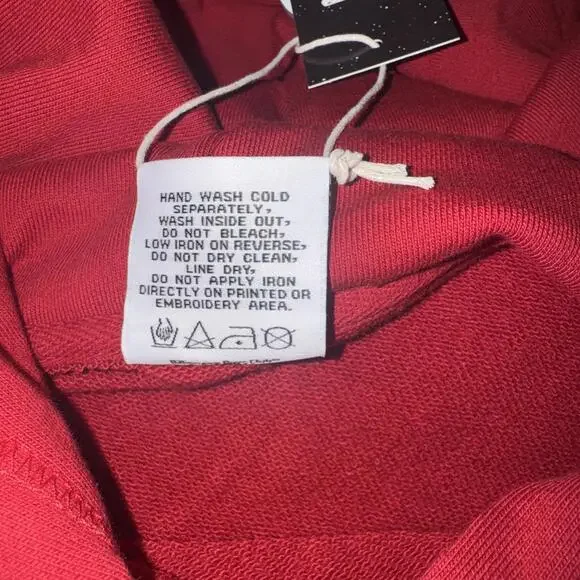 HAND WASH COLD
SEPARATELY,
WASH INSIDE OUT,
DO NOT BLEACH,
LOW IRON ON REVERSE,
DO NOT DRY CLEAN,
LINE DRY,
DO NOT APPLY IRON
DIRECTLY ON PRINTED OR
EMBROIDERY AREA.